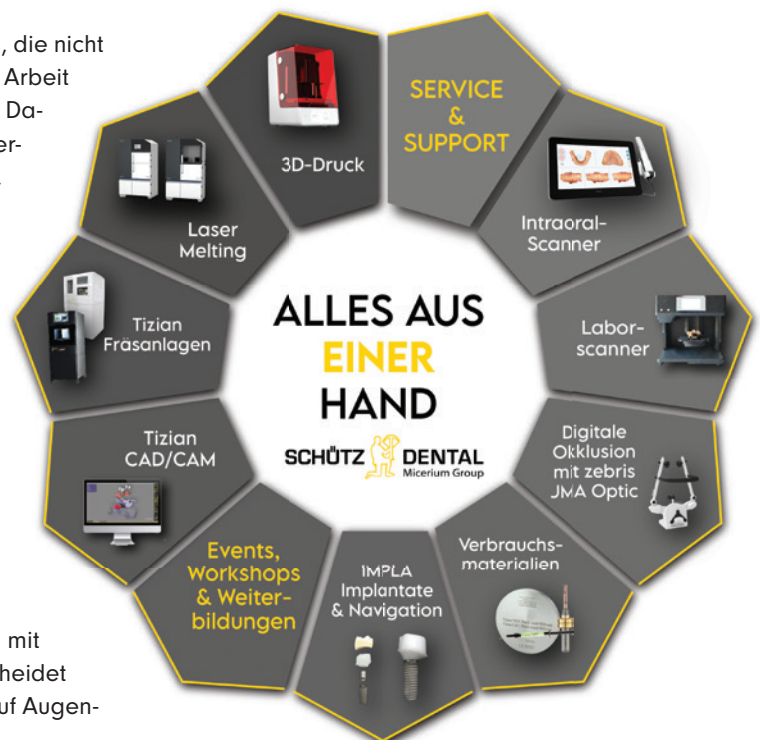 , die nicht
Arbeit
Da-
er-
3D-Druck
SERVICE
&
SUPPORT
Intraoral-
Scanner
Labor-
scanner
Digitale
Okklusion
mit zebris
JMA Optic
Verbrauchs-
materialien
IMPLA
Implantate
& Navigation
Events,
Workshops
& Weiter-
bildungen
Tizian
CAD/CAM
Tizian
Fräsanlagen
Laser
Melting
ALLES AUS
EINER
HAND
SCHÜTZ DENTAL
Micerium Group
mit
heidet
uf Augen-